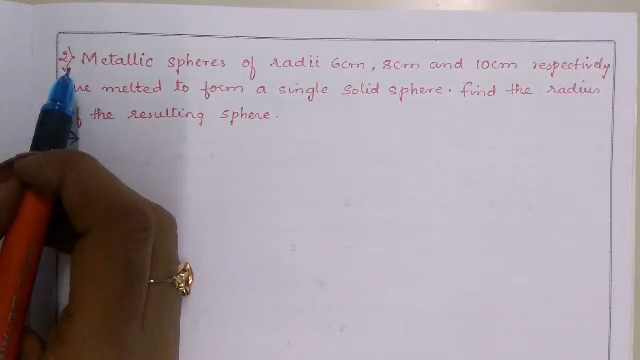 2) Metallic spheres of radii 6cm, 8cm and 10cm respectively
melted to form a single solid sphere. find the radius
the resulting sphere.